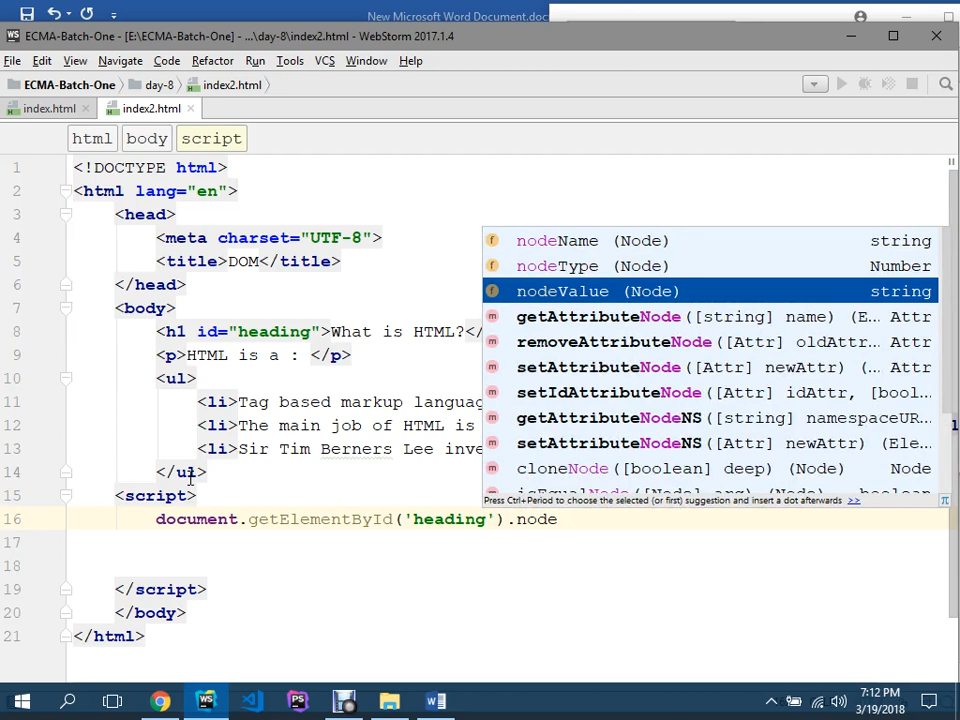 New Microsoft Word Document.doc
ECMA-Batch-One - [E:\ECMA-Batch-One] - ...\day-8\index2.html - WebStorm 2017.1.4
File Edit View Navigate Code Refactor Run Tools VCS Window Help
ECMA-Batch-One day-8 index2.html
index.html index2.html
html body script
1 <!DOCTYPE html>
2 <html lang="en">
3 <head>
4 <meta charset="UTF-8">
5 <title>DOM</title>
6 </head>
7 <body>
8 <h1 id="heading">What is HTML?</
9 <p>HTML is a : </p>
10 <ul>
11 <li>Tag based markup languag
12 <li>The main job of HTML is
13 <li>Sir Tim Berners Lee inve
14 </ul>
15 <script>
16 document.getElementById('heading').node
17
18
19 </script>
20 </body>
21 </html>
nodeName (Node) string
nodeType (Node) Number
nodeValue (Node) string
getAttributeNode([string] name) (E... Attr
removeAttributeNode([Attr] oldAttr... Attr
setAttributeNode([Attr] newAttr) (... Attr
setIdAttributeNode([Attr] idAttr, [bool...
getAttributeNodeNS([string] namespaceUR...
setAttributeNodeNS([Attr] newAttr) (Ele...
cloneNode([boolean] deep) (Node) Node
isEqualNode([Node] arg) (Node) boolean
Press Ctrl+Period to choose the selected (or first) suggestion and insert a dot afterwards >>
7:12 PM
3/19/2018